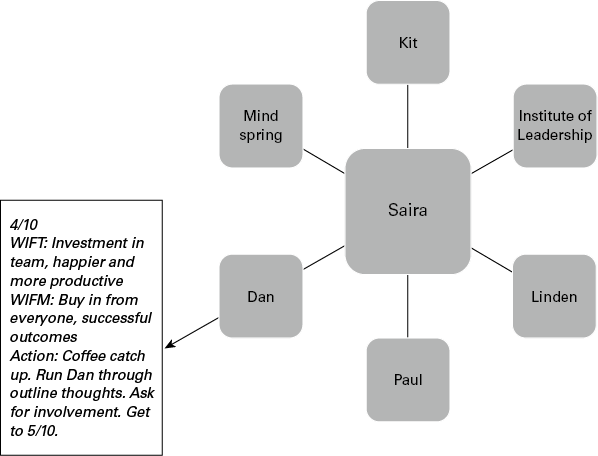 Kit
Mind
spring
Institute of
Leadership
Saira
4/10
WIFT: Investment in
team, happier and
more productive
WIFM: Buy in from
everyone, successful
outcomes
Action: Coffee catch
up. Run Dan through
outline thoughts. Ask
for involvement. Get
to 5/10.
Dan
Linden
Paul